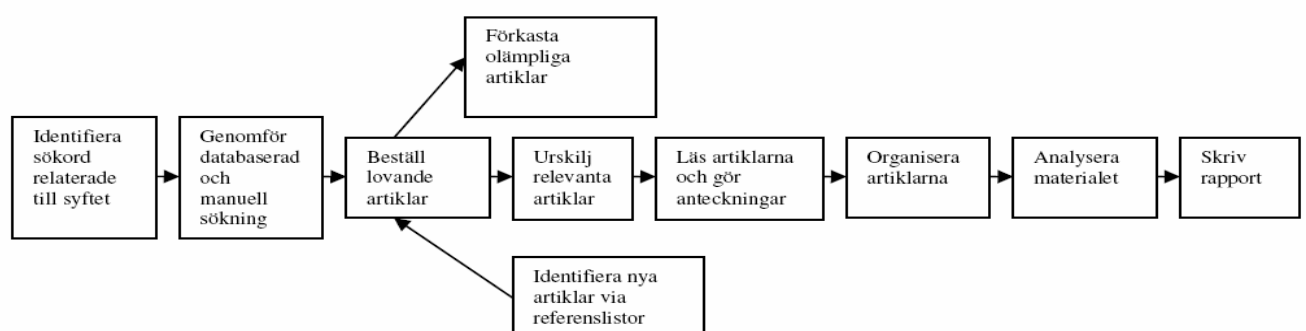 Förkasta
olämpliga
artiklar
Identifiera
sökord
relaterade
till syftet
Genomför
databaserad
och
manuell
sökning
Beställ
lovande
artiklar
Urskilj
relevanta
artiklar
Läs artiklarna
och gör
anteckningar
Organisera
artiklarna
Analysera
materialet
Skriv
rapport
Identifiera nya
artiklar via
referenslistor